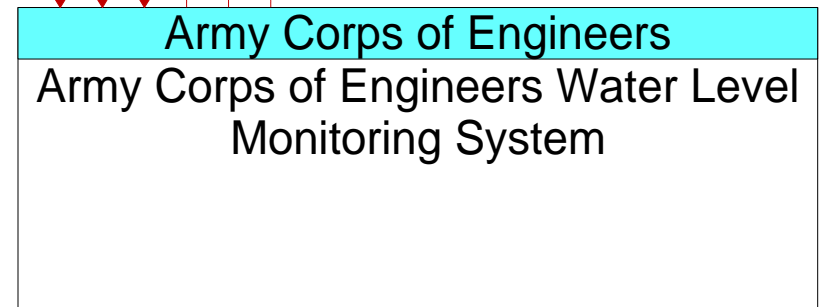 Army Corps of Engineers
Army Corps of Engineers Water Level
Monitoring System